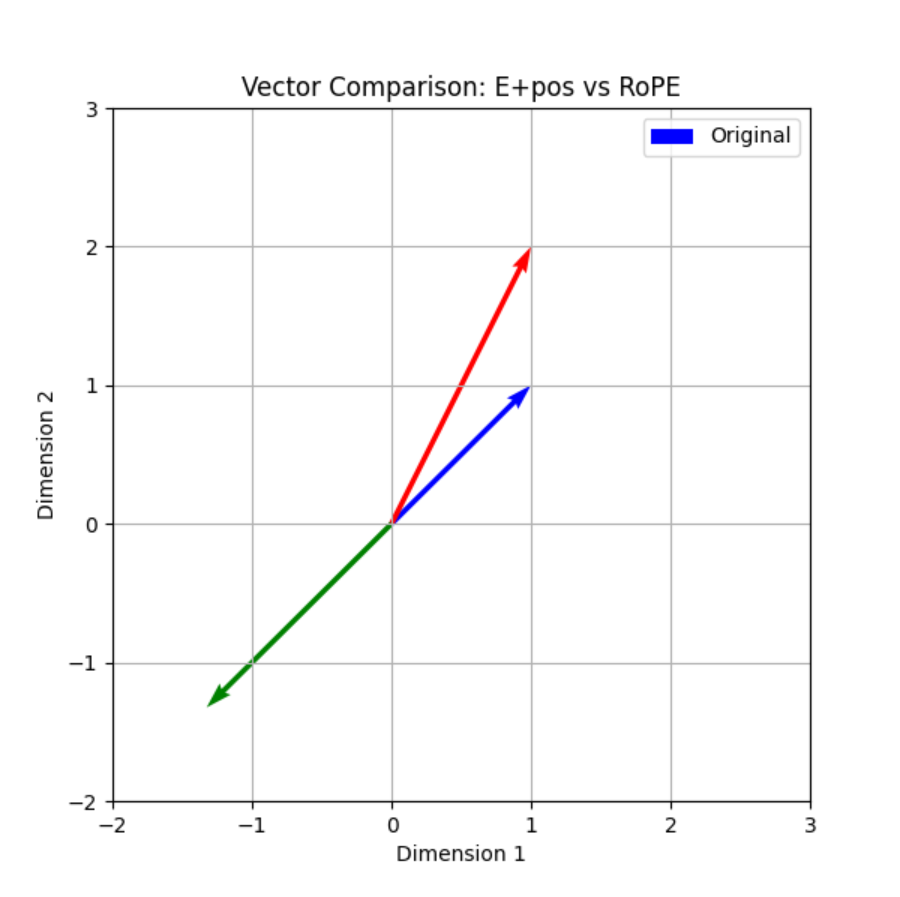 Vector Comparison: E+pos vs RoPE
Original
3
2
1
0
−1
−2
Dimension 2
−2 −1 0 1 2 3
Dimension 1